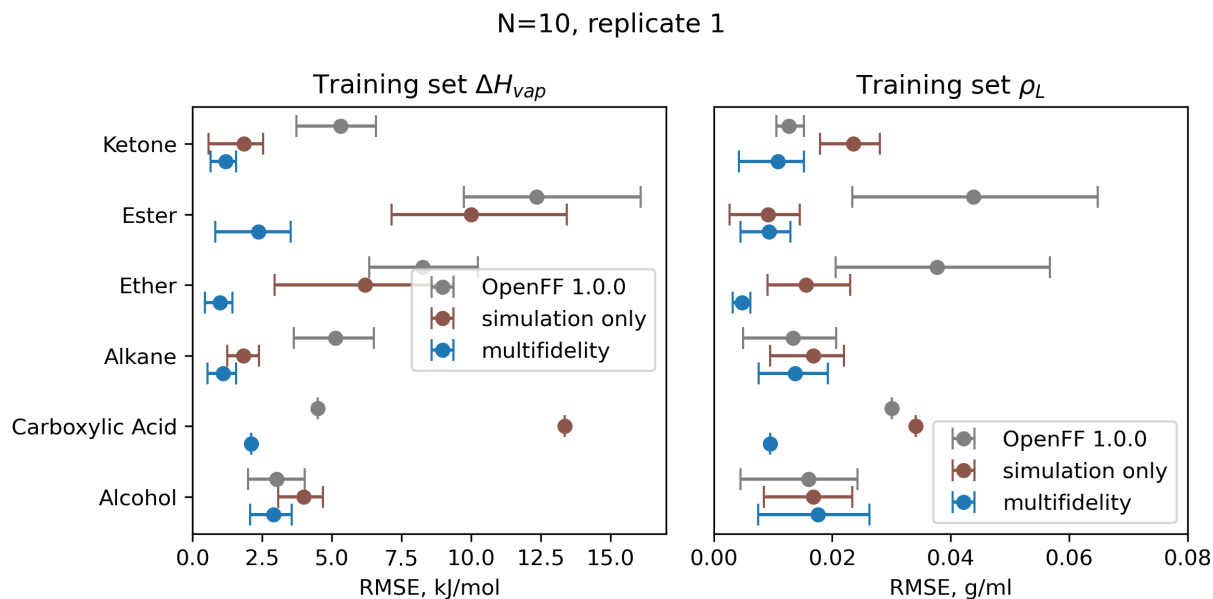 N=10, replicate 1
Training set ΔH_vap
Training set ρ_L
Ketone
Ester
Ether
Alkane
Carboxylic Acid
Alcohol
OpenFF 1.0.0
simulation only
multifidelity
OpenFF 1.0.0
simulation only
multifidelity
0.0 2.5 5.0 7.5 10.0 12.5 15.0
0.00 0.02 0.04 0.06 0.08
RMSE, kJ/mol
RMSE, g/ml